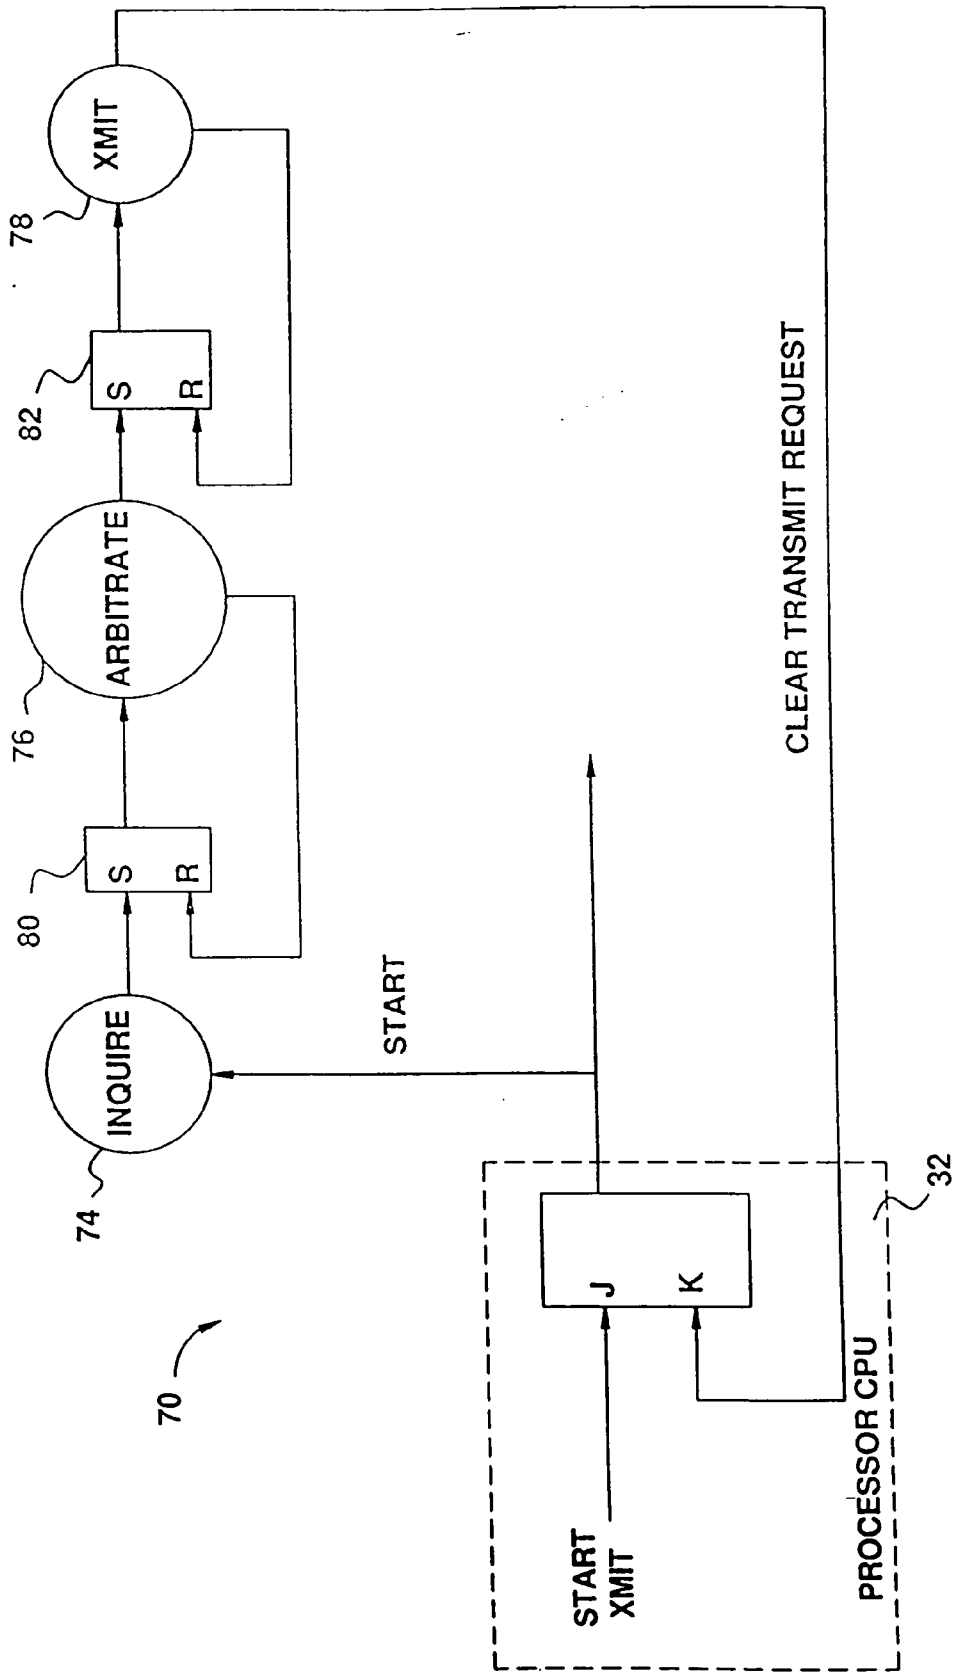 70
74
INQUIRE
80
S
R
76
ARBITRATE
82
S
R
78
XMIT
START
START
XMIT
J
K
PROCESSOR CPU
32
CLEAR TRANSMIT REQUEST